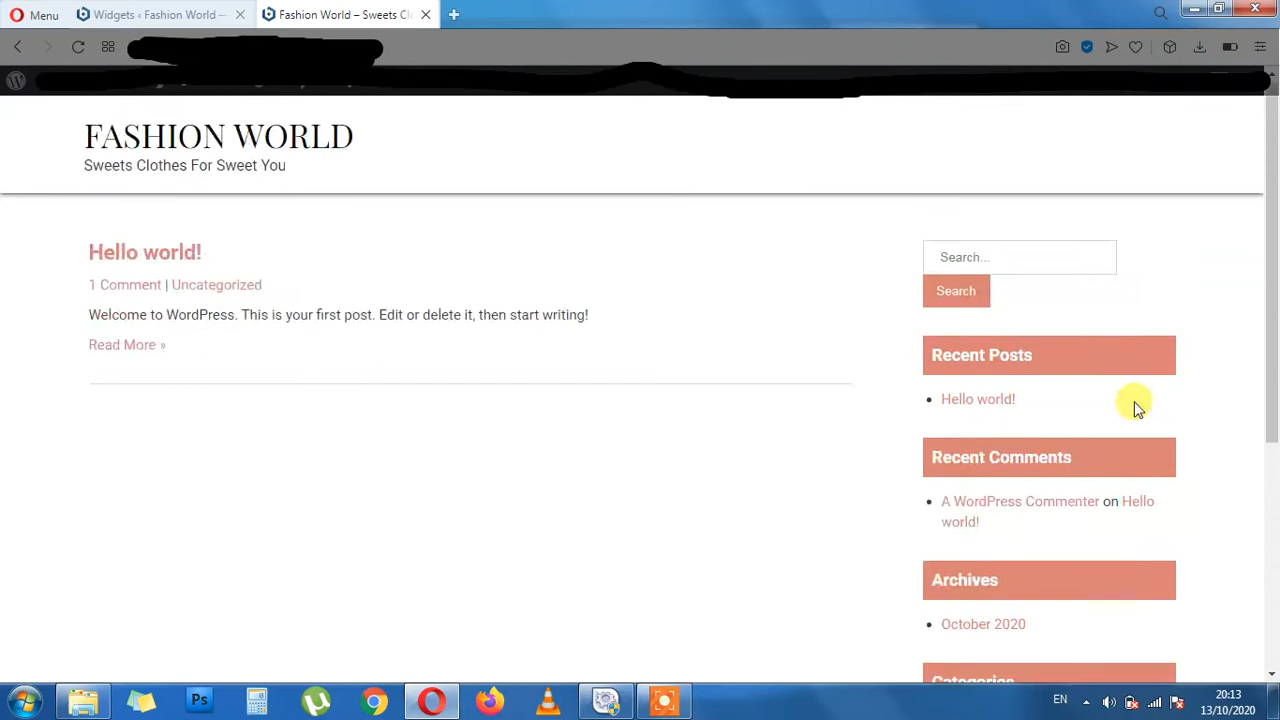 Menu
Widgets ‹ Fashion World —
Fashion World – Sweets Cl
FASHION WORLD
Sweets Clothes For Sweet You
Hello world!
1 Comment | Uncategorized
Welcome to WordPress. This is your first post. Edit or delete it, then start writing!
Read More »
Search...
Search
Recent Posts
Hello world!
Recent Comments
A WordPress Commenter on Hello
world!
Archives
October 2020
Categories
Ps
EN
20:13
13/10/2020